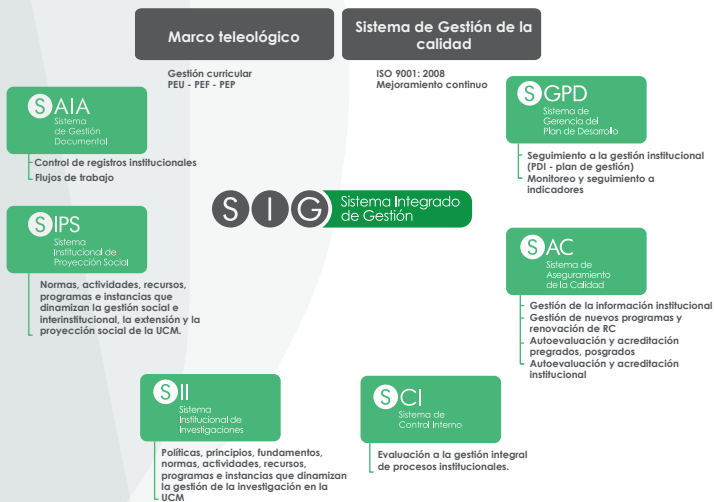 Marco teleológico
Sistema de Gestión de la
calidad
Gestión curricular
PEU - PEF - PEP
ISO 9001: 2008
Mejoramiento continuo
SAIA
Sistema
de Gestión
Documental
Control de registros institucionales
Flujos de trabajo
SGPD
Sistema de
Gerencia del
Plan de Desarrollo
Seguimiento a la gestión institucional
(PDI - plan de gestión)
Monitoreo y seguimiento a
indicadores
SIG Sistema Integrado
de Gestión
SIPS
Sistema
Institucional de
Proyección Social
Normas, actividades, recursos,
programas e instancias que
dinamizan la gestión social e
interinstitucional, la extensión y la
proyección social de la UCM.
SAC
Sistema de
Aseguramiento
de la Calidad
Gestión de la información institucional
Gestión de nuevos programas y
renovación de RC
Autoevaluación y acreditación
pregrados, posgrados
Autoevaluación y acreditación
institucional
SII
Sistema
Institucional de
Investigaciones
Políticas, principios, fundamentos,
normas, actividades, recursos,
programas e instancias que dinamizan
la gestión de la investigación en la
UCM
SCI
Sistema de
Control Interno
Evaluación a la gestión integral
de procesos institucionales.